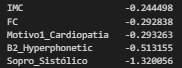 IMC -0.244498
FC -0.292838
Motivo1_Cardiopatia -0.293263
B2_Hyperphonetic -0.513155
Sopro_Sistólico -1.320056